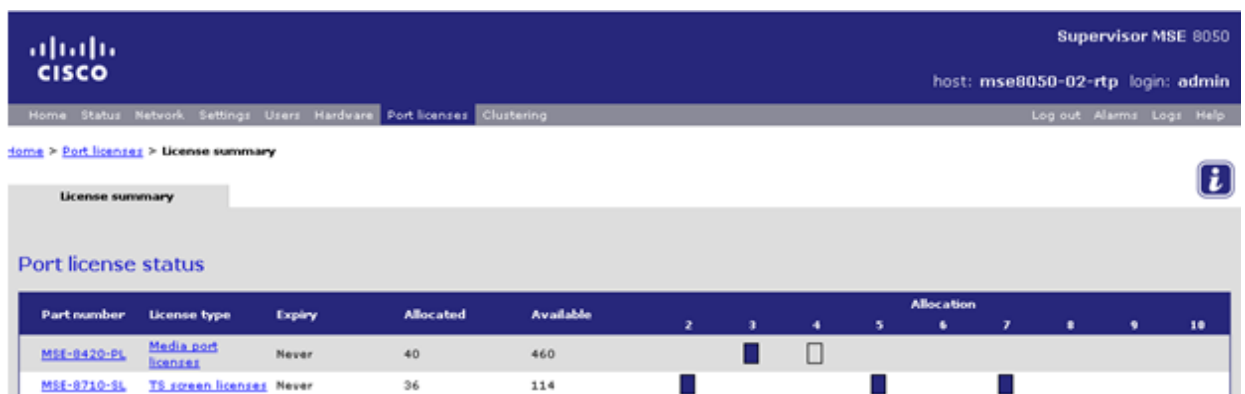 Supervisor MSE 8050
CISCO
host: mse8050-02-rtp login: admin
Home Status Network Settings Users Hardware Port licenses Clustering Log out Alarms Logs Help
Home > Port licenses > License summary
License summary
Port license status
Allocation
Part number License type Expiry Allocated Available 2 3 4 5 6 7 8 9 10
MSE-8420-PL Media port licenses Never 40 460
MSE-8710-SL TS screen licenses Never 36 114